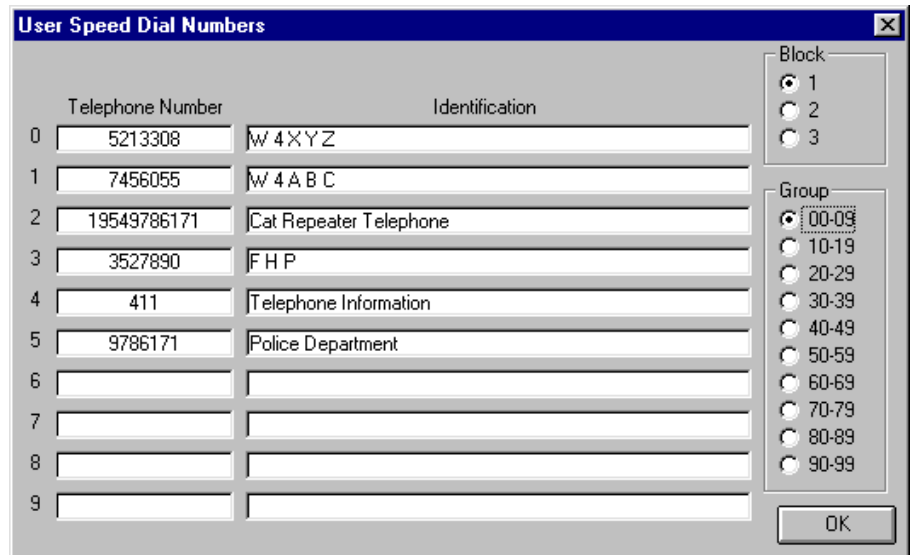 User Speed Dial Numbers
Block
1
2
3
Telephone Number Identification
0 5213308 W 4 X Y Z
1 7456055 W 4 A B C
2 19549786171 Cat Repeater Telephone
3 3527890 F H P
4 411 Telephone Information
5 9786171 Police Department
6
7
8
9
Group
00-09
10-19
20-29
30-39
40-49
50-59
60-69
70-79
80-89
90-99
OK